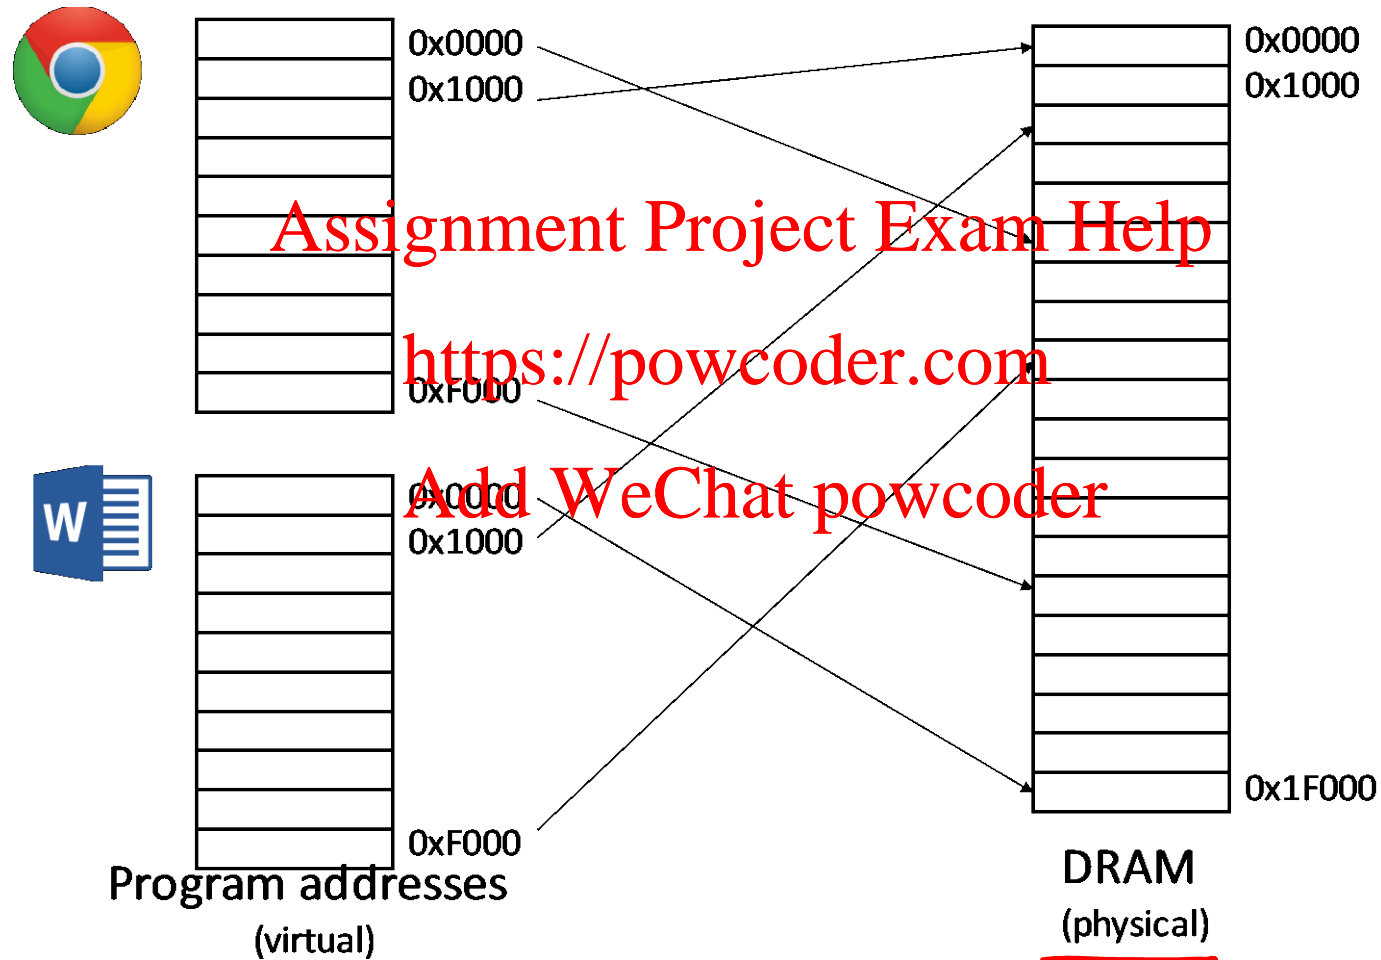 0x0000
0x1000
0x0000
0x1000
Assignment Project Exam Help
https://powcoder.com
0xF000
Add WeChat powcoder
0x0000
W
0x1000
0x1F000
0xF000
Program addresses
(virtual)
DRAM
(physical)